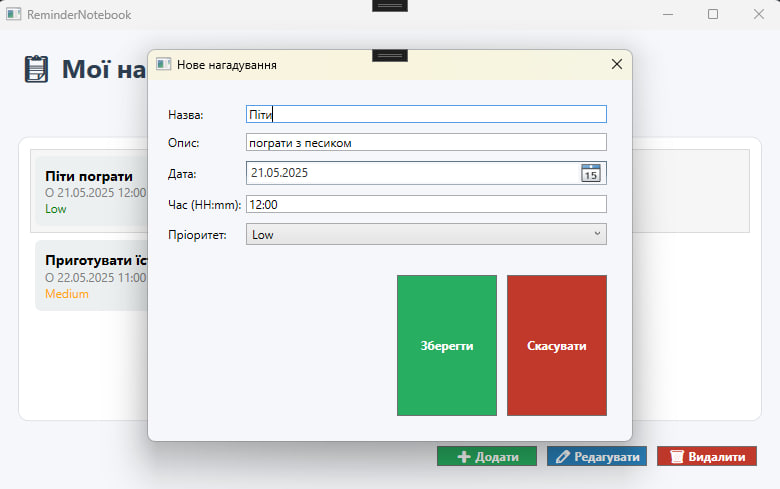 ReminderNotebook
Мої на
Нове нагадування
Назва: Піти
Опис: пограти з песиком
Дата: 21.05.2025 15
Час (HH:mm): 12:00
Пріоритет: Low
Зберегти Скасувати
Піти пограти
О 21.05.2025 12:00
Low
Приготувати їс
О 22.05.2025 11:00
Medium
Додати Редагувати Видалити